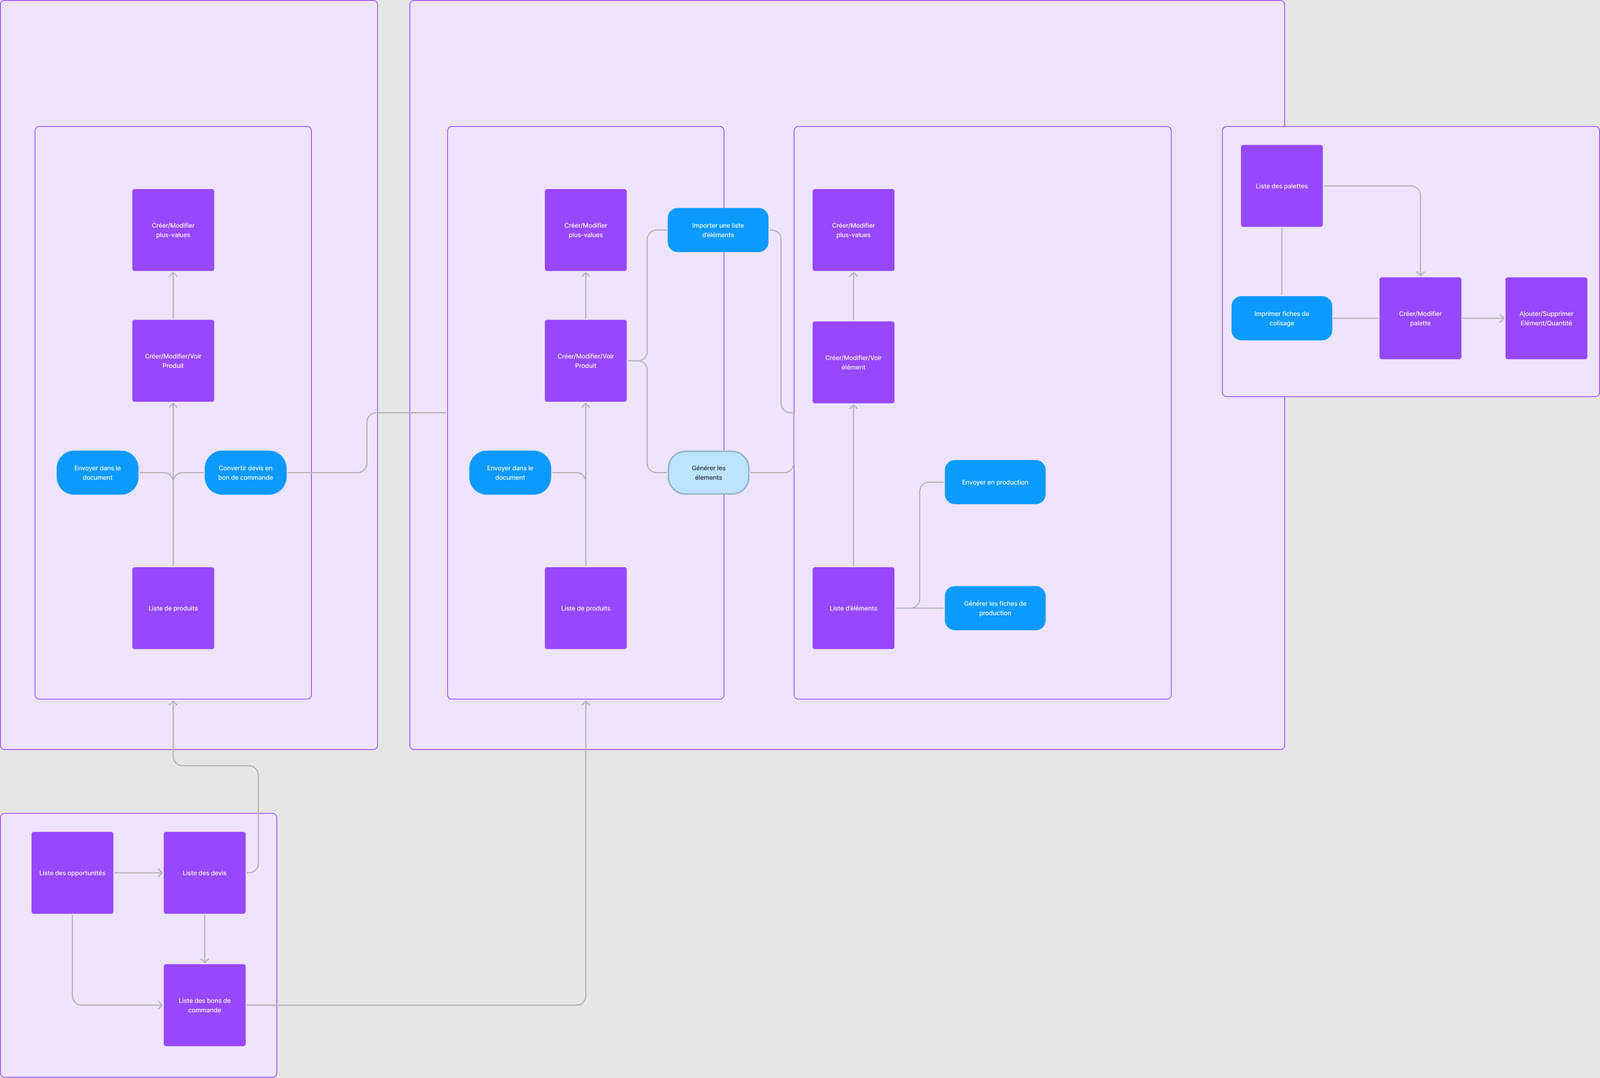 Créer/Modifier
plus-values
Créer/Modifier/Voir
Produit
Envoyer dans le
document
Convertir devis en
bon de commande
Liste de produits
Créer/Modifier
plus-values
Importer une liste
d'éléments
Créer/Modifier/Voir
Produit
Envoyer dans le
document
Générer les
élements
Liste de produits
Créer/Modifier
plus-values
Créer/Modifier/Voir
élément
Envoyer en production
Liste d'éléments
Générer les fiches de
production
Liste des palettes
Imprimer fiches de
colisage
Créer/Modifier
palette
Ajouter/Supprimer
Elément/Quantité
Liste des opportunités
Liste des devis
Liste des bons de
commande